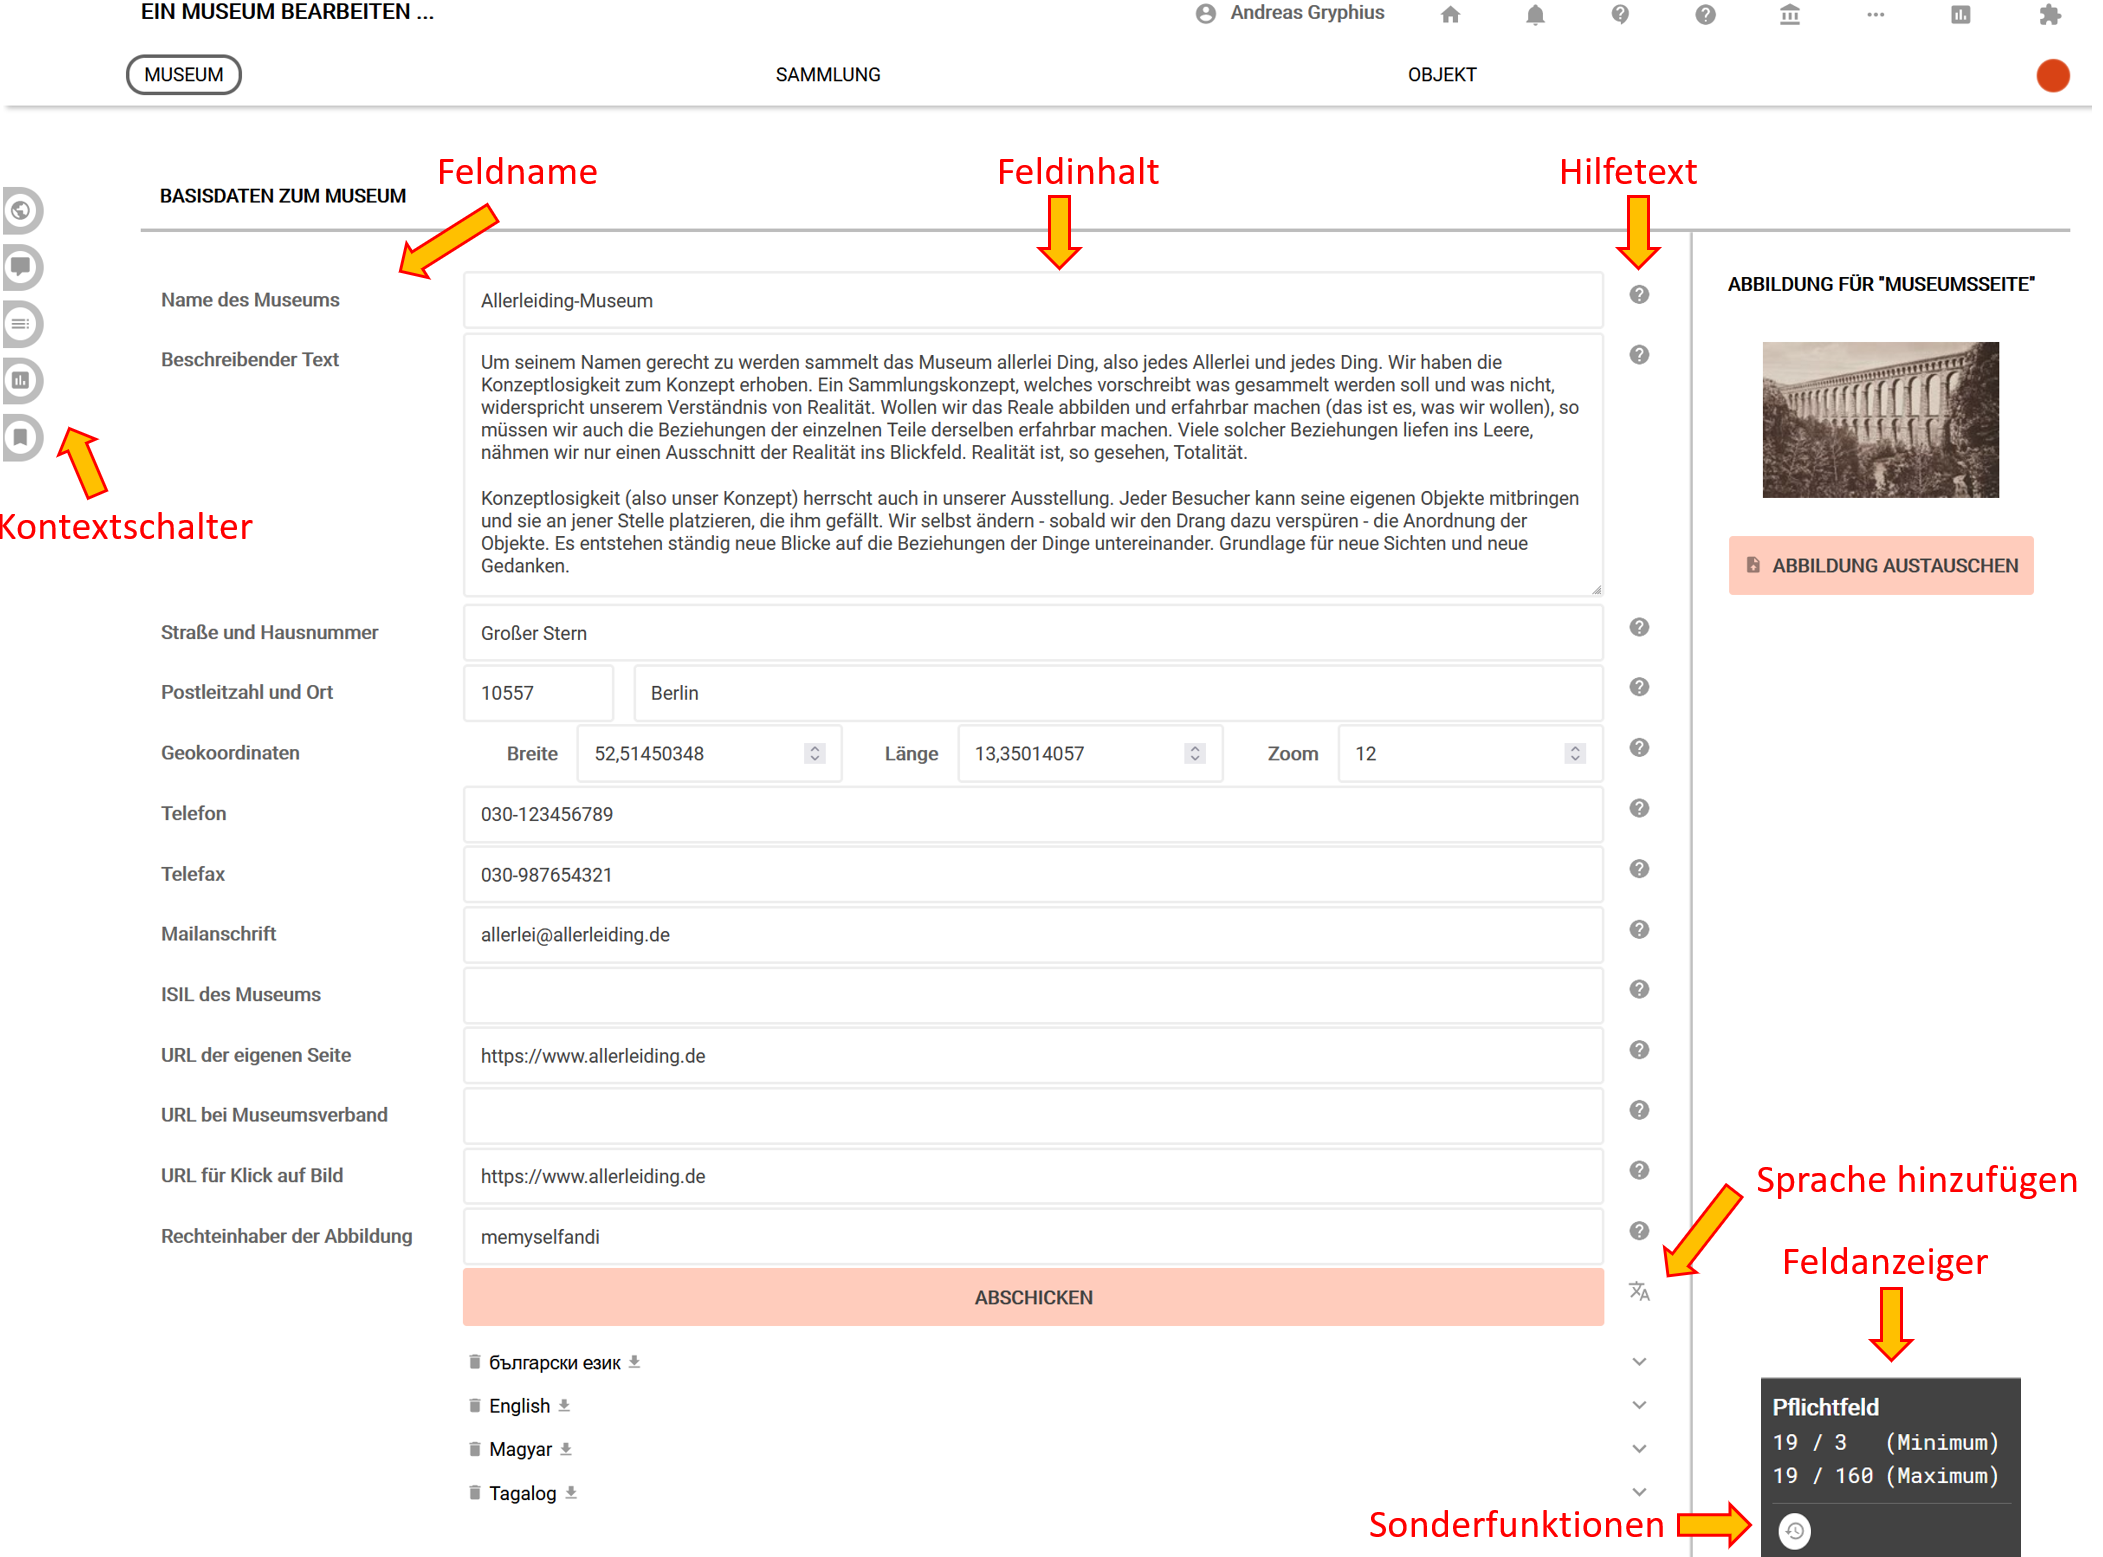 EIN MUSEUM BEARBEITEN ...
Andreas Gryphius
MUSEUM
SAMMLUNG
OBJEKT
Feldname
Feldinhalt
Hilfetext
BASISDATEN ZUM MUSEUM
ABBILDUNG FÜR "MUSEUMSSEITE"
Name des Museums
Allerleiding-Museum
Beschreibender Text
Um seinem Namen gerecht zu werden sammelt das Museum allerlei Ding, also jedes Allerlei und jedes Ding. Wir haben die
Konzeptlosigkeit zum Konzept erhoben. Ein Sammlungskonzept, welches vorschreibt was gesammelt werden soll und was nicht,
widerspricht unserem Verständnis von Realität. Wollen wir das Reale abbilden und erfahrbar machen (das ist es, was wir wollen), so
müssen wir auch die Beziehungen der einzelnen Teile derselben erfahrbar machen. Viele solcher Beziehungen liefen ins Leere,
nähmen wir nur einen Ausschnitt der Realität ins Blickfeld. Realität ist, so gesehen, Totalität.
Konzeptlosigkeit (also unser Konzept) herrscht auch in unserer Ausstellung. Jeder Besucher kann seine eigenen Objekte mitbringen
und sie an jener Stelle platzieren, die ihm gefällt. Wir selbst ändern - sobald wir den Drang dazu verspüren - die Anordnung der
Objekte. Es entstehen ständig neue Blicke auf die Beziehungen der Dinge untereinander. Grundlage für neue Sichten und neue
Gedanken.
Kontextschalter
ABBILDUNG AUSTAUSCHEN
Straße und Hausnummer
Großer Stern
Postleitzahl und Ort
10557
Berlin
Geokoordinaten
Breite
52,51450348
Länge
13,35014057
Zoom
12
Telefon
030-123456789
Telefax
030-987654321
Mailanschrift
allerlei@allerleiding.de
ISIL des Museums
URL der eigenen Seite
https://www.allerleiding.de
URL bei Museumsverband
URL für Klick auf Bild
https://www.allerleiding.de
Sprache hinzufügen
Rechteinhaber der Abbildung
memyselfandi
Feldanzeiger
ABSCHICKEN
български език
English
Magyar
Tagalog
Pflichtfeld
19 / 3 (Minimum)
19 / 160 (Maximum)
Sonderfunktionen